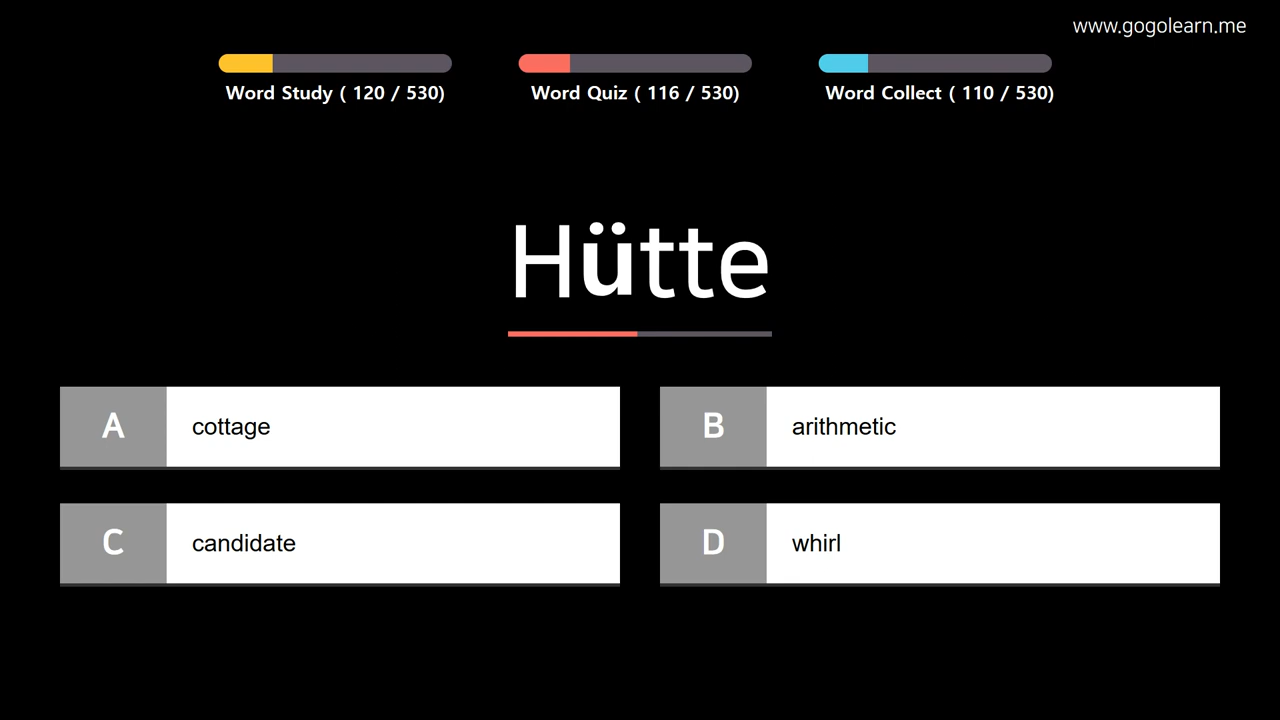 www.gogolearn.me
Word Study ( 120 / 530)
Word Quiz ( 116 / 530)
Word Collect ( 110 / 530)
Hütte
A cottage
B arithmetic
C candidate
D whirl